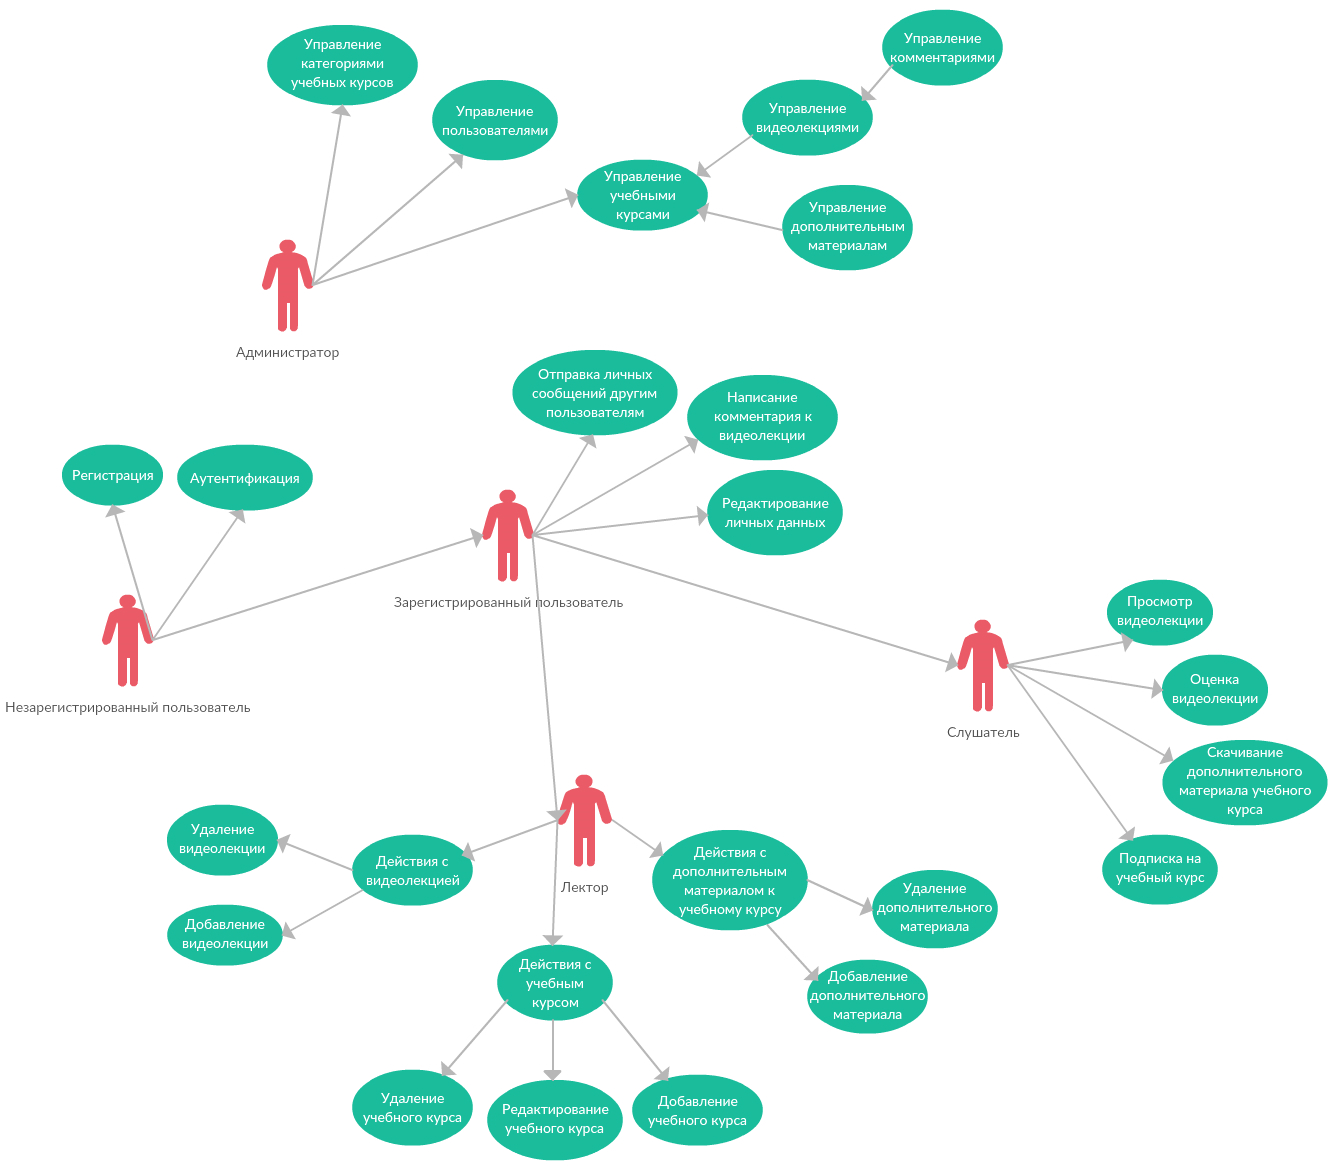 Управление
комментариями
Управление
категориями
учебных курсов
Управление
пользователями
Управление
видеолекциями
Управление
учебными
курсами
Управление
дополнительным
материалам
Администратор
Отправка личных
сообщений другим
пользователям
Написание
комментария к
видеолекции
Регистрация
Аутентификация
Редактирование
личных данных
Зарегистрированный пользователь
Просмотр
видеолекции
Незарегистрированный пользователь
Оценка
видеолекции
Слушатель
Скачивание
дополнительного
материала учебного
курса
Удаление
видеолекции
Действия с
видеолекцией
Лектор
Действия с
дополнительным
материалом к
учебному курсу
Подписка на
учебный курс
Удаление
дополнительного
материала
Добавление
видеолекции
Действия с
учебным
курсом
Добавление
дополнительного
материала
Удаление
учебного курса
Редактирование
учебного курса
Добавление
учебного курса